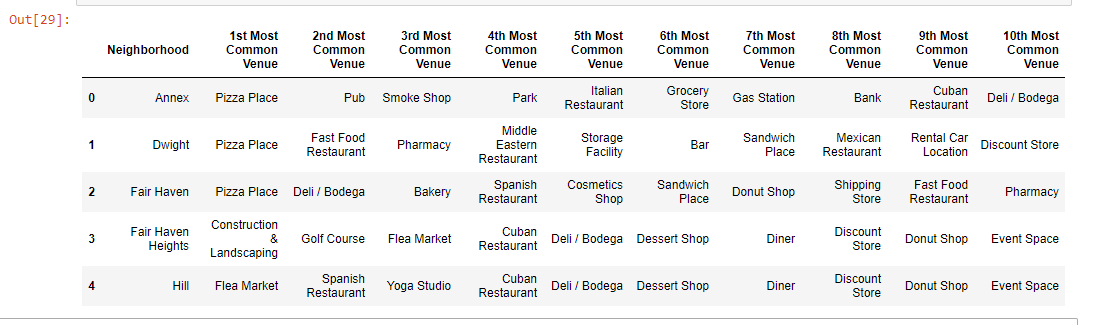 Out[29]:
Neighborhood 1st Most Common Venue 2nd Most Common Venue 3rd Most Common Venue 4th Most Common Venue 5th Most Common Venue 6th Most Common Venue 7th Most Common Venue 8th Most Common Venue 9th Most Common Venue 10th Most Common Venue
0 Annex Pizza Place Pub Smoke Shop Park Italian Restaurant Grocery Store Gas Station Bank Cuban Restaurant Deli / Bodega
1 Dwight Pizza Place Fast Food Restaurant Pharmacy Middle Eastern Restaurant Storage Facility Bar Sandwich Place Mexican Restaurant Rental Car Location Discount Store
2 Fair Haven Pizza Place Deli / Bodega Bakery Spanish Restaurant Cosmetics Shop Sandwich Place Donut Shop Shipping Store Fast Food Restaurant Pharmacy
3 Fair Haven Heights Construction & Landscaping Golf Course Flea Market Cuban Restaurant Deli / Bodega Dessert Shop Diner Discount Store Donut Shop Event Space
4 Hill Flea Market Spanish Restaurant Yoga Studio Cuban Restaurant Deli / Bodega Dessert Shop Diner Discount Store Donut Shop Event Space